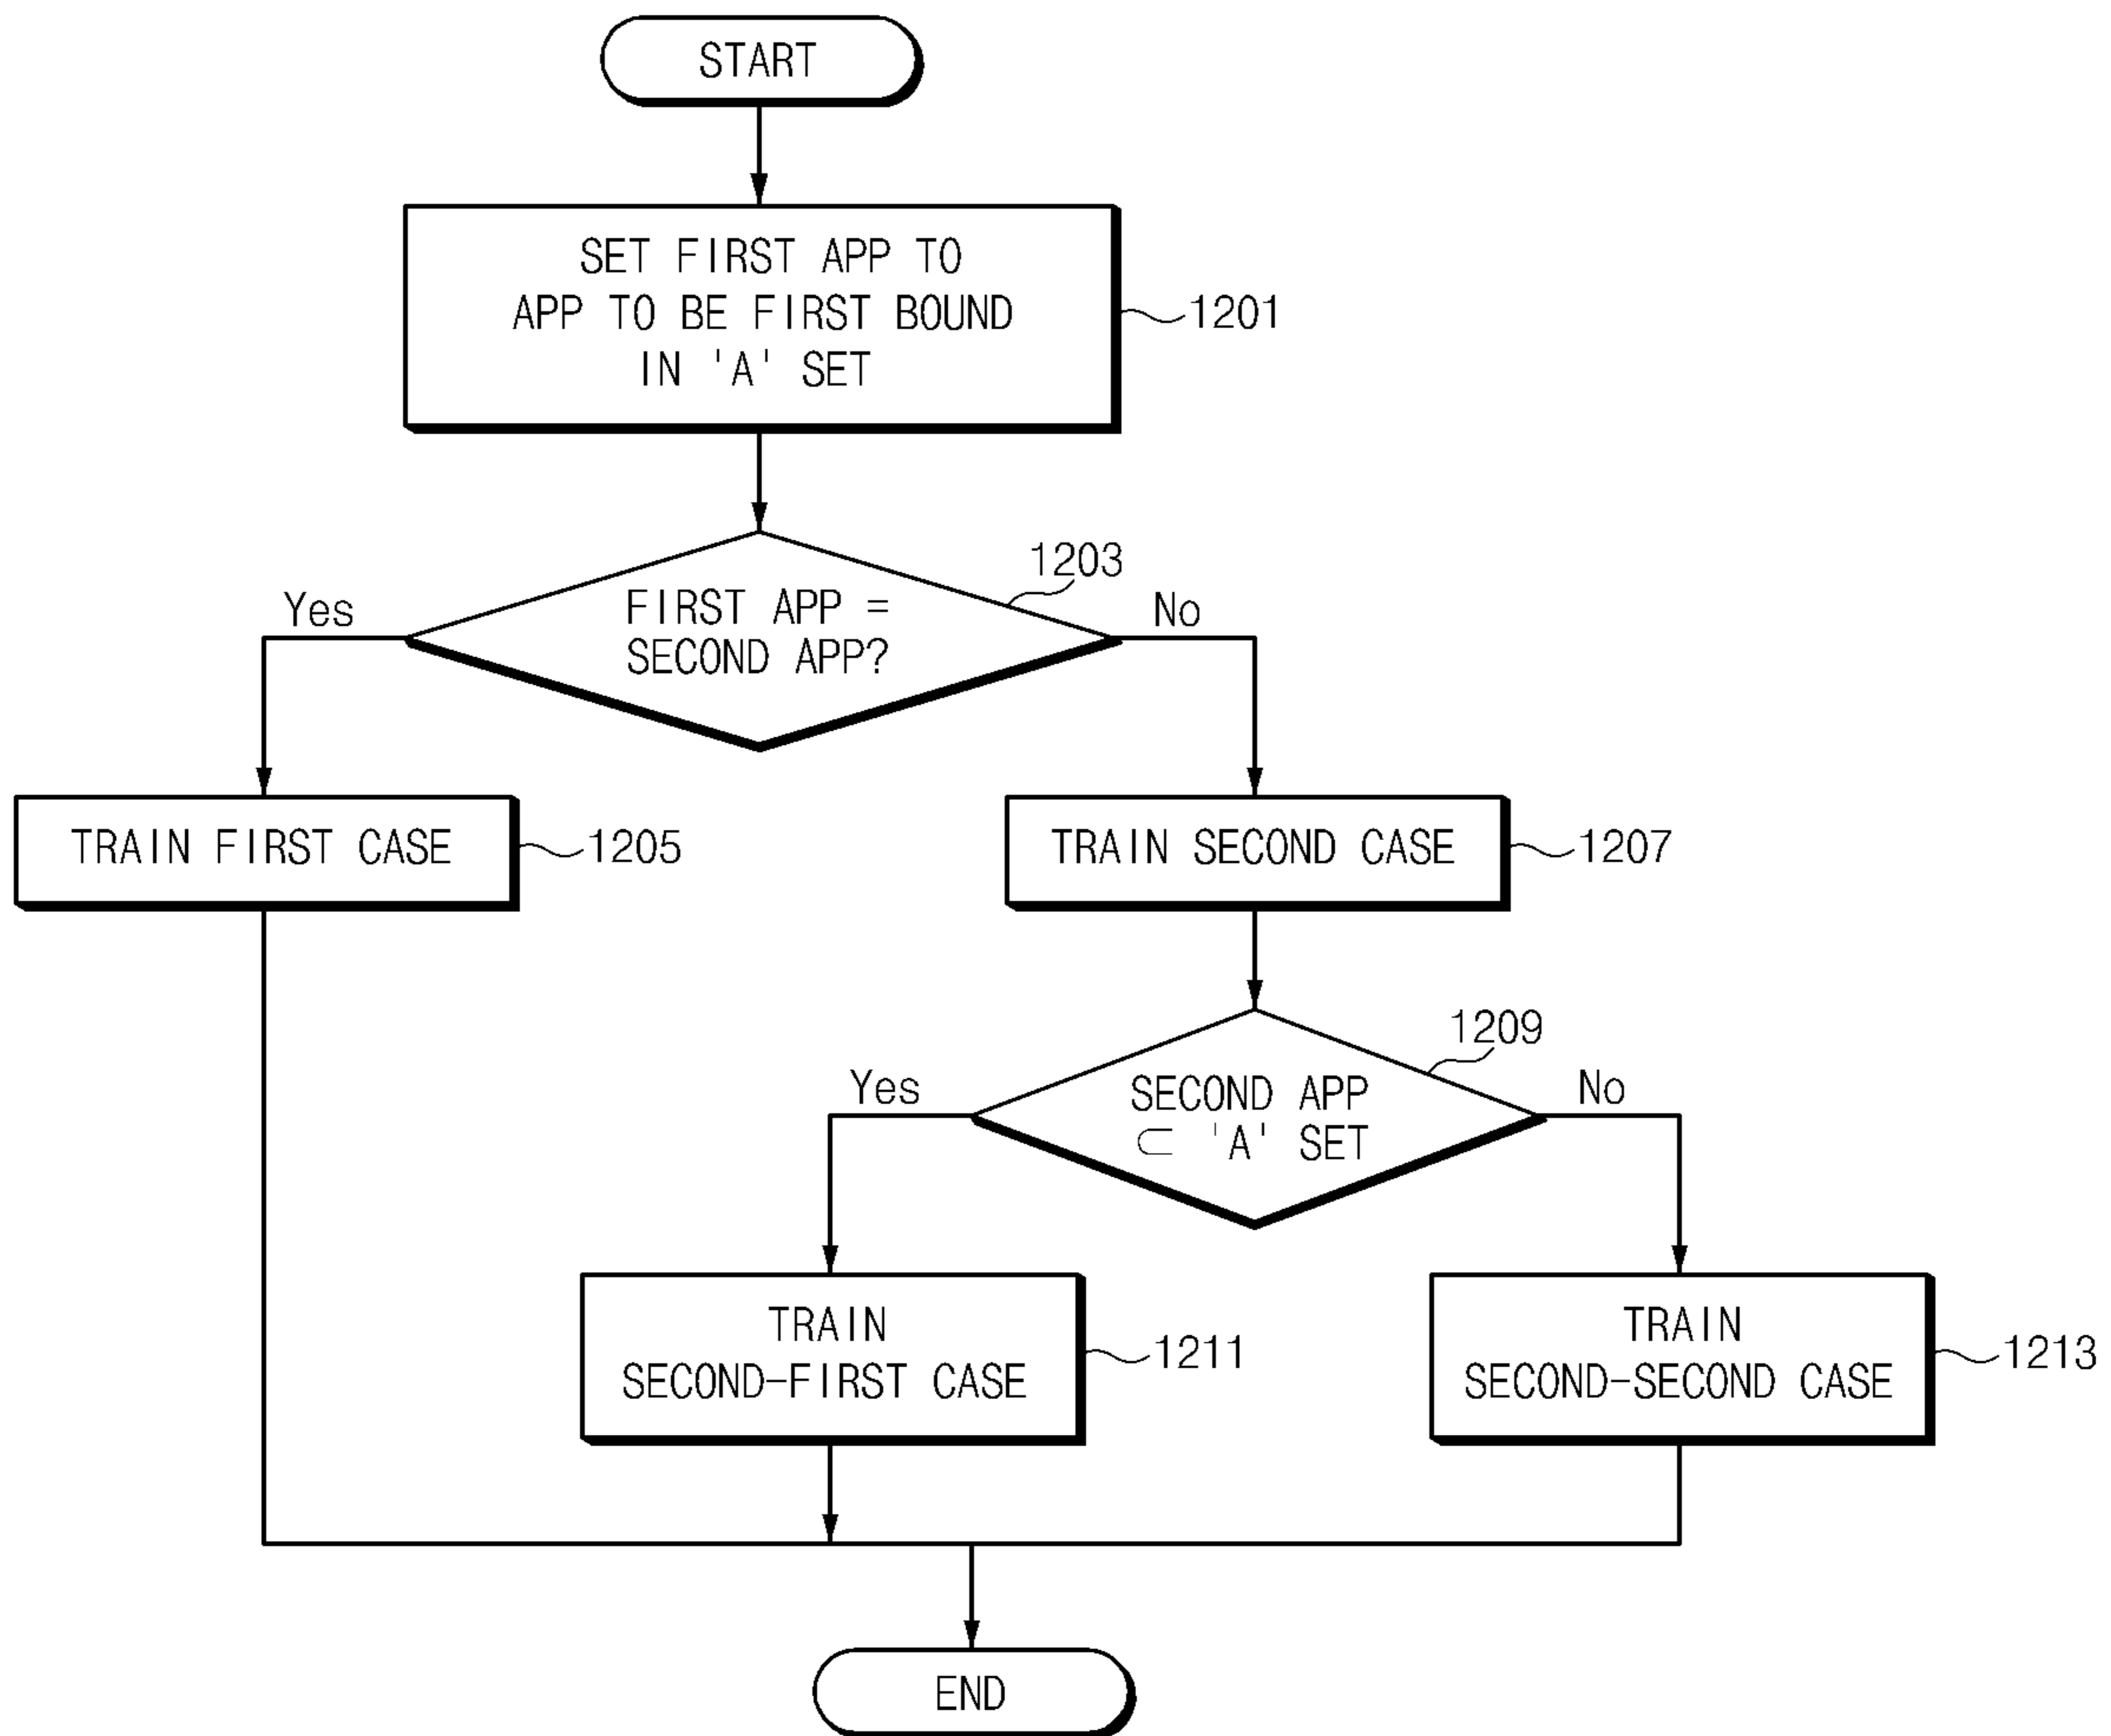 START
SET FIRST APP TO
APP TO BE FIRST BOUND
IN 'A' SET
1201
1203
FIRST APP =
SECOND APP?
Yes
No
TRAIN FIRST CASE
1205
TRAIN SECOND CASE
1207
1209
SECOND APP
⊂ 'A' SET
Yes
No
TRAIN
SECOND-FIRST CASE
1211
TRAIN
SECOND-SECOND CASE
1213
END